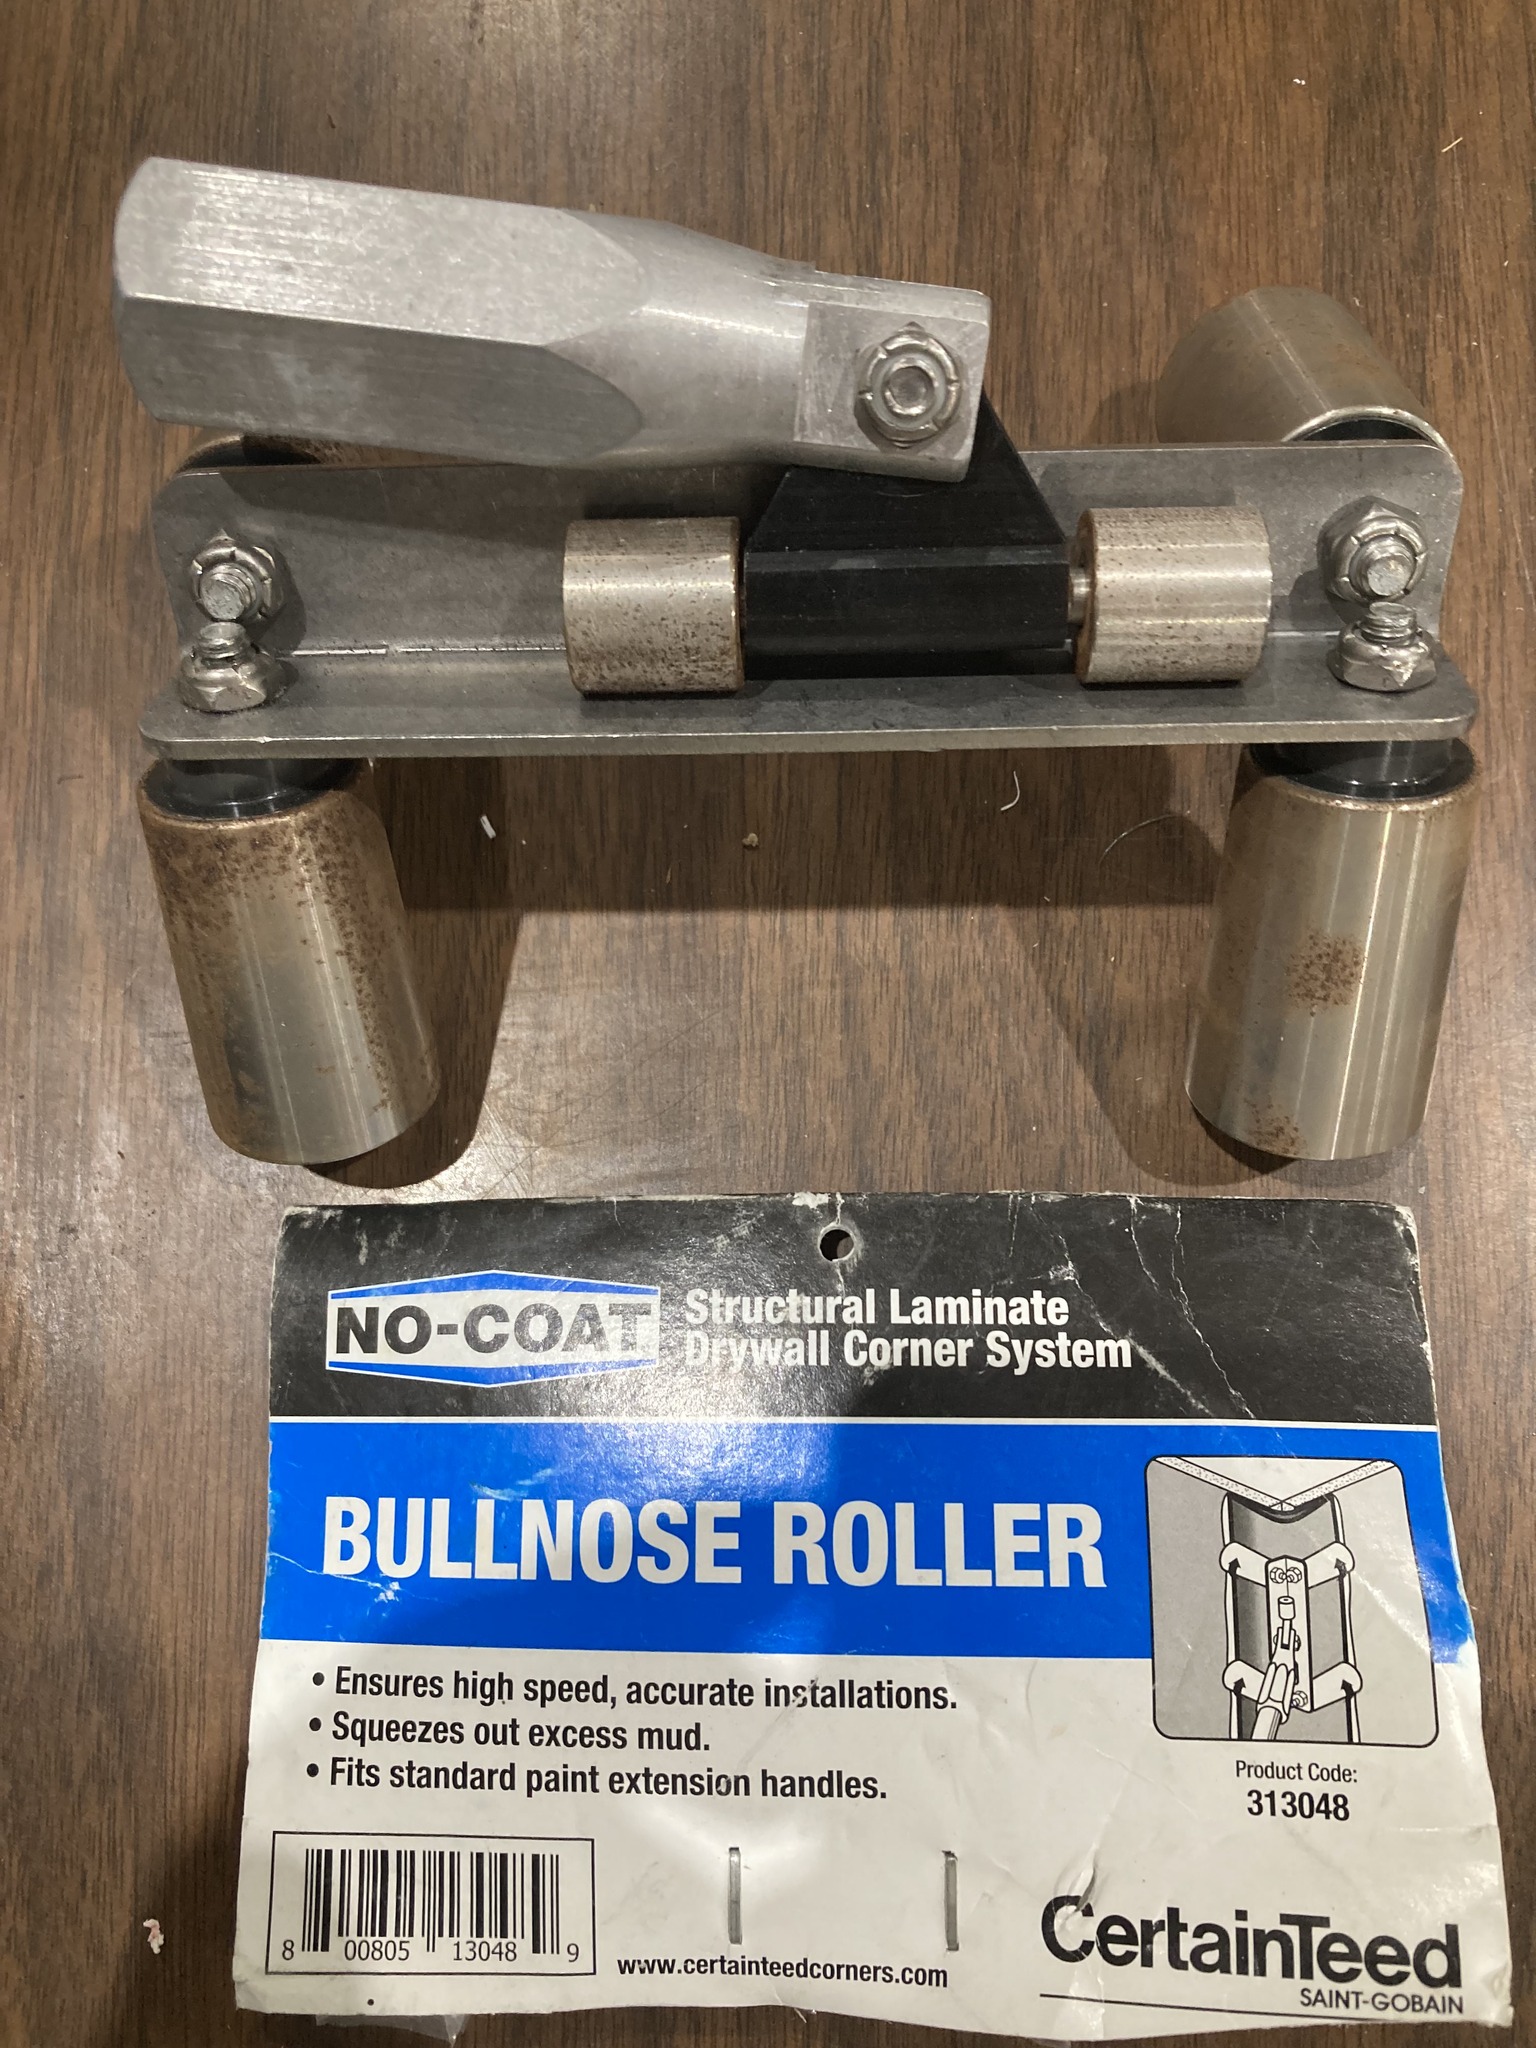 NO-COAT
Structural Laminate
Drywall Corner System
BULLNOSE ROLLER
• Ensures high speed, accurate installations.
• Squeezes out excess mud.
• Fits standard paint extension handles.
Product Code:
313048
8 00805 13048 9
www.certainteedcorners.com
CertainTeed
SAINT-GOBAIN